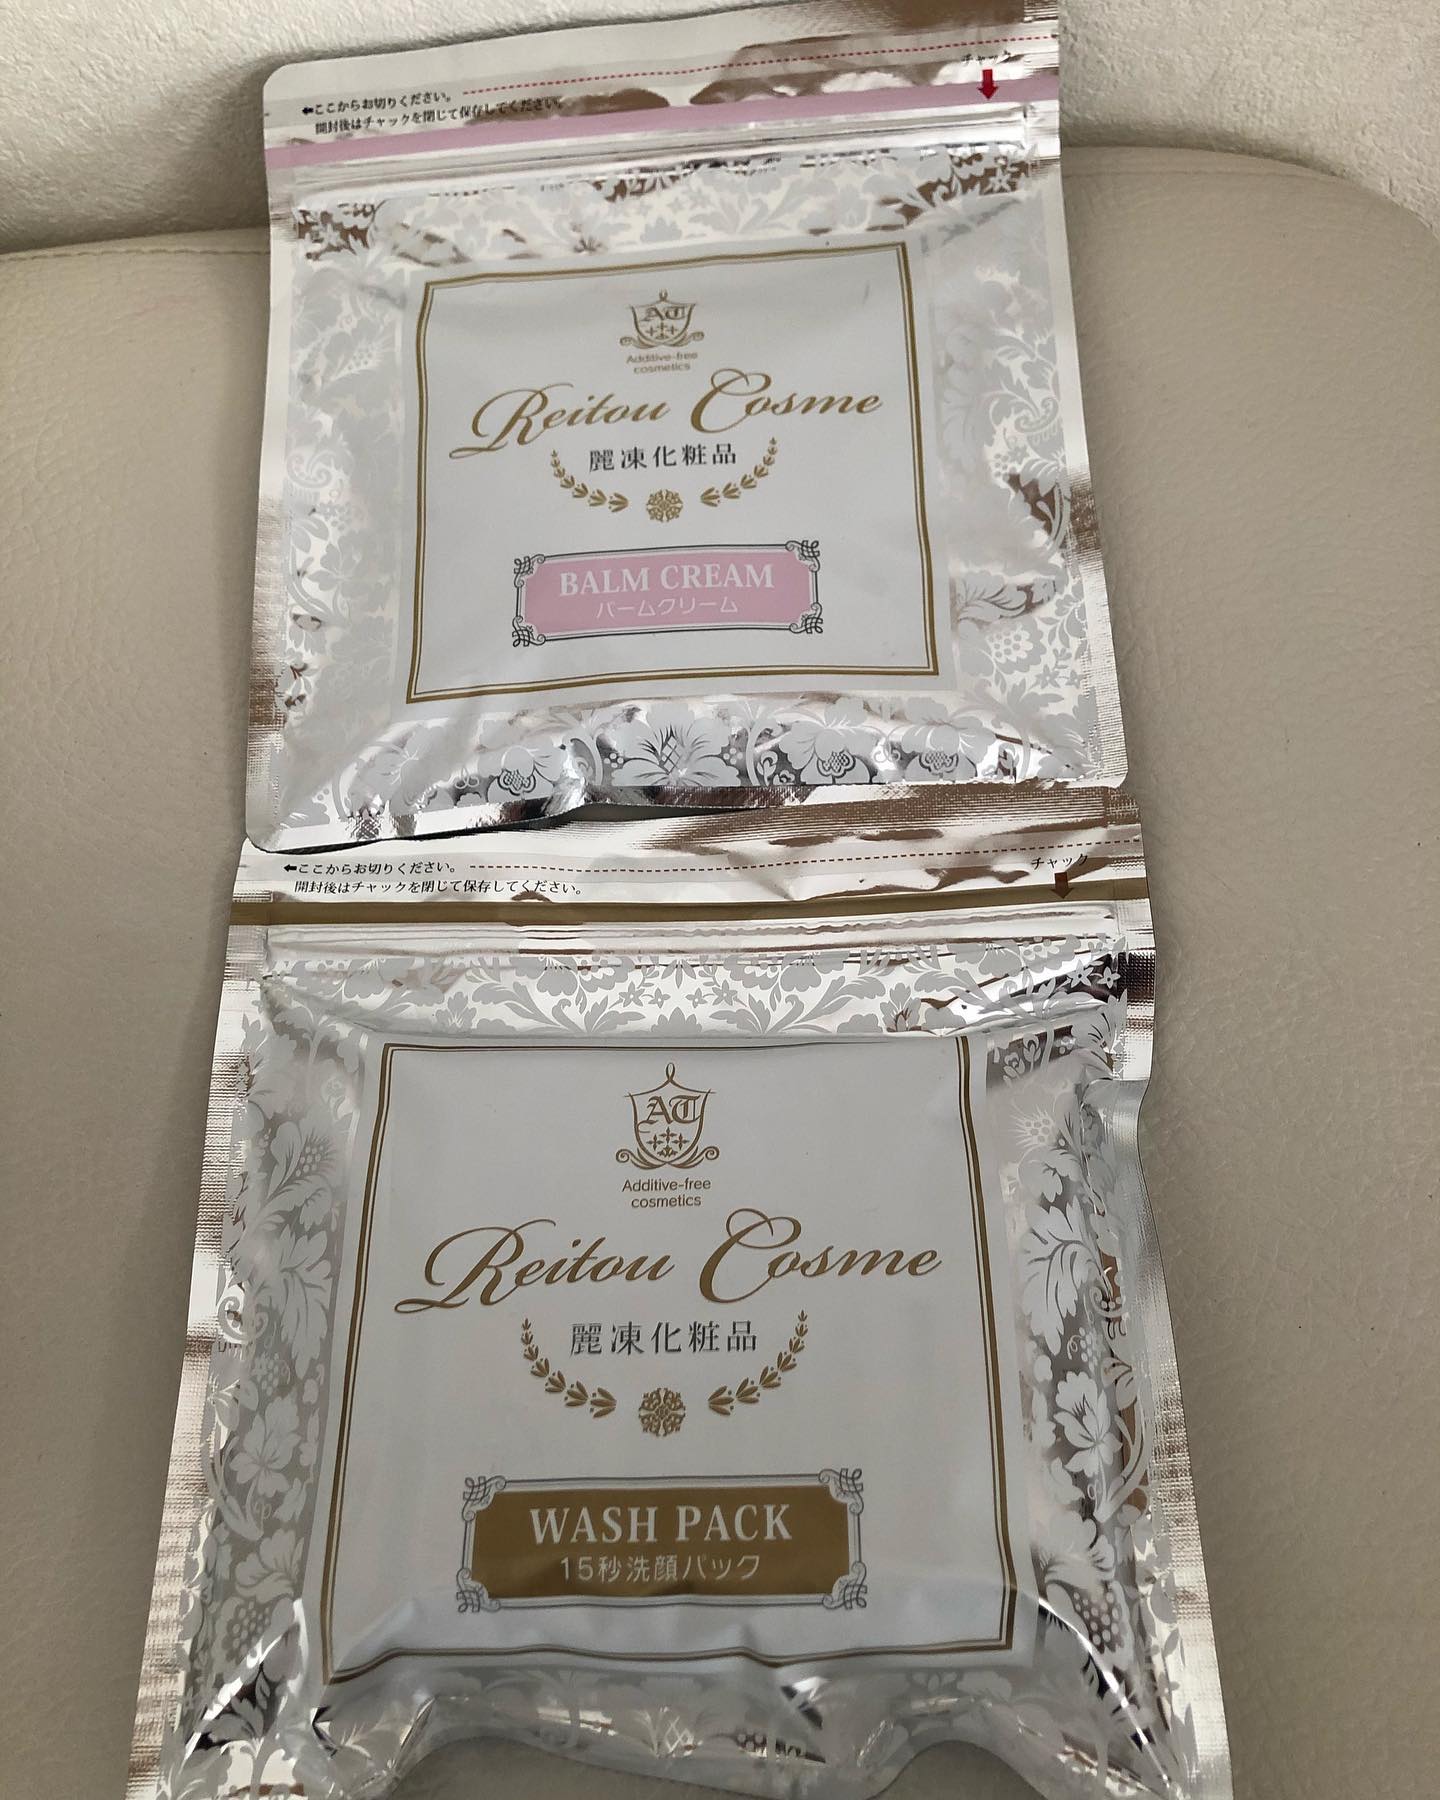 ←ここからお切りください。
チャック
開封後はチャックを閉じて保存してください。
AT
Additive-free
cosmetics
Reitou Cosme
麗凍化粧品
BALM CREAM
バームクリーム
←ここからお切りください。
チャック
開封後はチャックを閉じて保存してください。
AT
Additive-free
cosmetics
Reitou Cosme
麗凍化粧品
WASH PACK
15秒洗顔パック